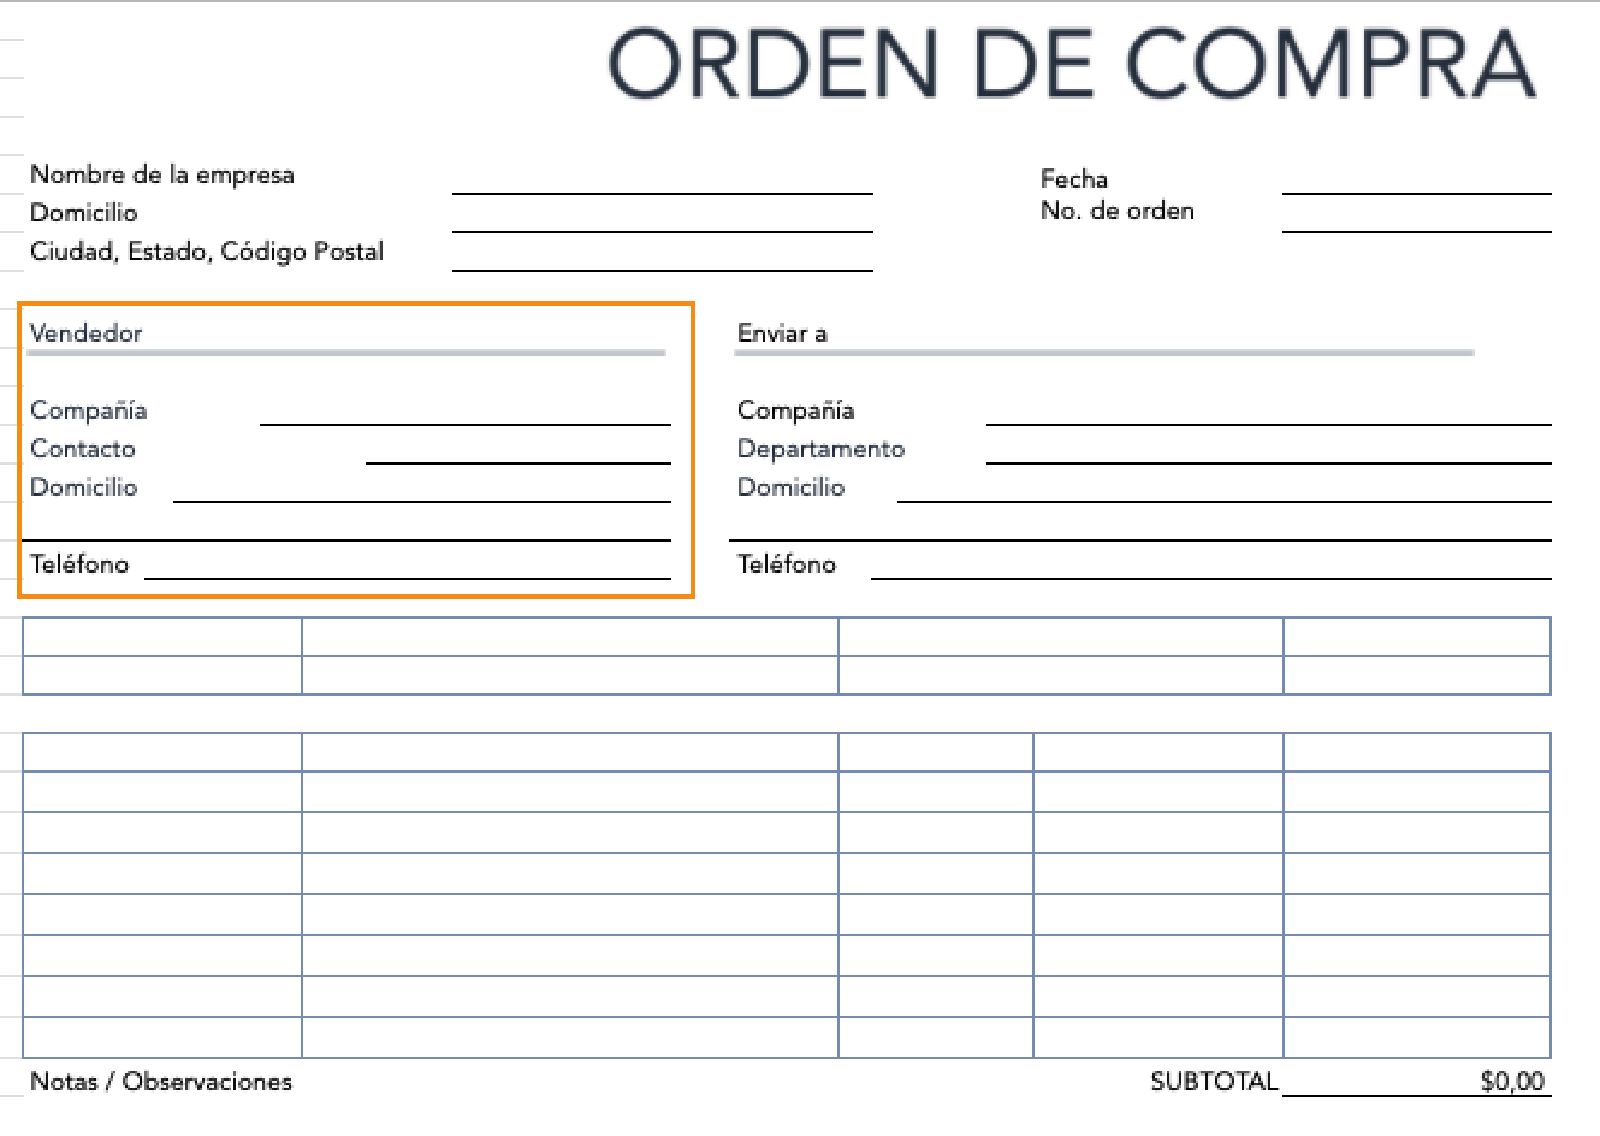 ORDEN DE COMPRA
Nombre de la empresa
Domicilio
Ciudad, Estado, Código Postal
Fecha
No. de orden
Vendedor
Compañía
Contacto
Domicilio
Teléfono
Enviar a
Compañía
Departamento
Domicilio
Teléfono
Notas / Observaciones
SUBTOTAL $0,00